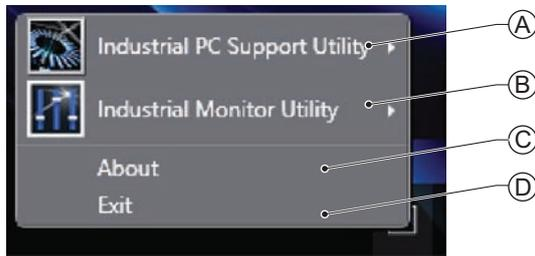 Industrial PC Support Utility
A
Industrial Monitor Utility
B
About
C
Exit
D